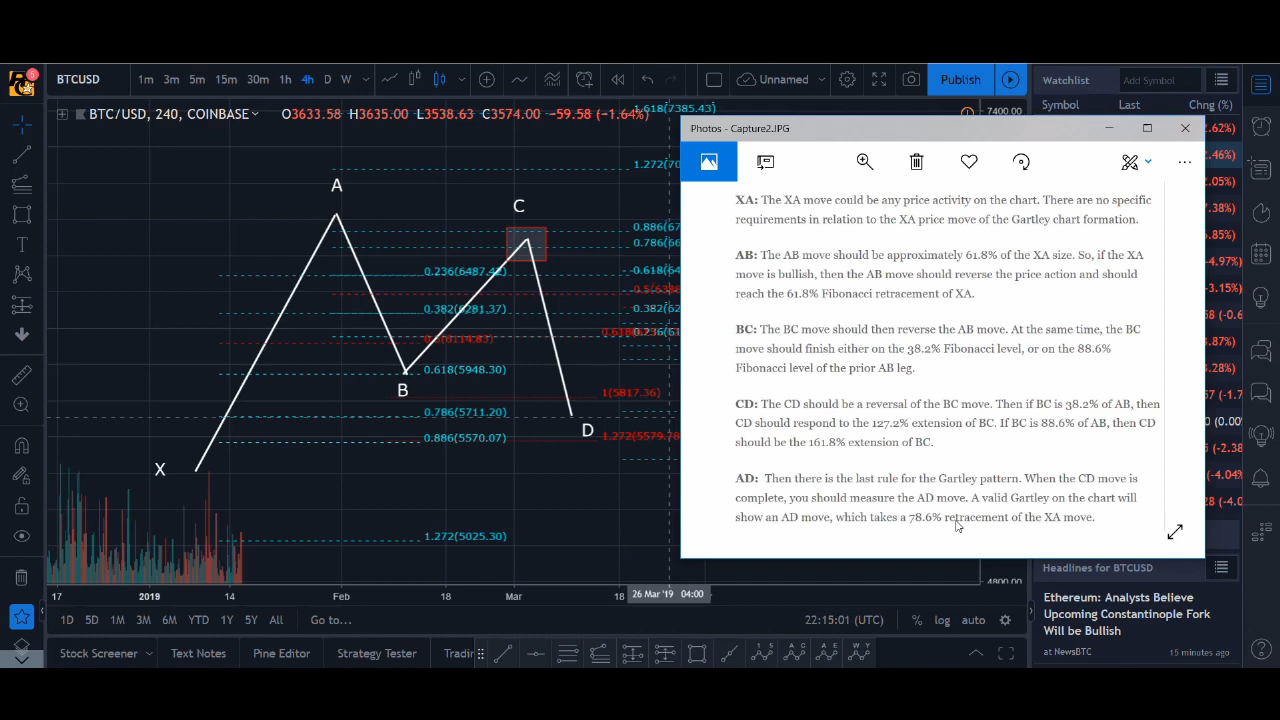 5
BTCUSD
1m 3m 5m 15m 30m 1h 4h D W
Unnamed
Publish
Watchlist
Add Symbol
Symbol Last Chng (%)
BTC/USD, 240, COINBASE O3633.58 H3635.00 L3538.63 C3574.00 -59.58 (-1.64%)
1.618(7385.43)
7400.00
Photos - Capture2.JPG
A
C
B
D
X
0.236(6487.42)
0.382(6281.37)
0.5(6114.83)
0.618(5948.30)
0.786(5711.20)
0.886(5570.07)
1.272(5025.30)
1(5817.36)
1.272(5579.78
XA: The XA move could be any price activity on the chart. There are no specific
requirements in relation to the XA price move of the Gartley chart formation.
AB: The AB move should be approximately 61.8% of the XA size. So, if the XA
move is bullish, then the AB move should reverse the price action and should
reach the 61.8% Fibonacci retracement of XA.
BC: The BC move should then reverse the AB move. At the same time, the BC
move should finish either on the 38.2% Fibonacci level, or on the 88.6%
Fibonacci level of the prior AB leg.
CD: The CD should be a reversal of the BC move. Then if BC is 38.2% of AB, then
CD should respond to the 127.2% extension of BC. If BC is 88.6% of AB, then CD
should be the 161.8% extension of BC.
AD: Then there is the last rule for the Gartley pattern. When the CD move is
complete, you should measure the AD move. A valid Gartley on the chart will
show an AD move, which takes a 78.6% retracement of the XA move.
4800.00
17 2019 14 Feb 18 Mar 18 26 Mar '19 04:00
1D 5D 1M 3M 6M YTD 1Y 5Y All Go to...
22:15:01 (UTC) % log auto
Stock Screener Text Notes Pine Editor Strategy Tester Tradin
Headlines for BTCUSD
Ethereum: Analysts Believe
Upcoming Constantinople Fork
Will be Bullish
at NewsBTC 15 minutes ago